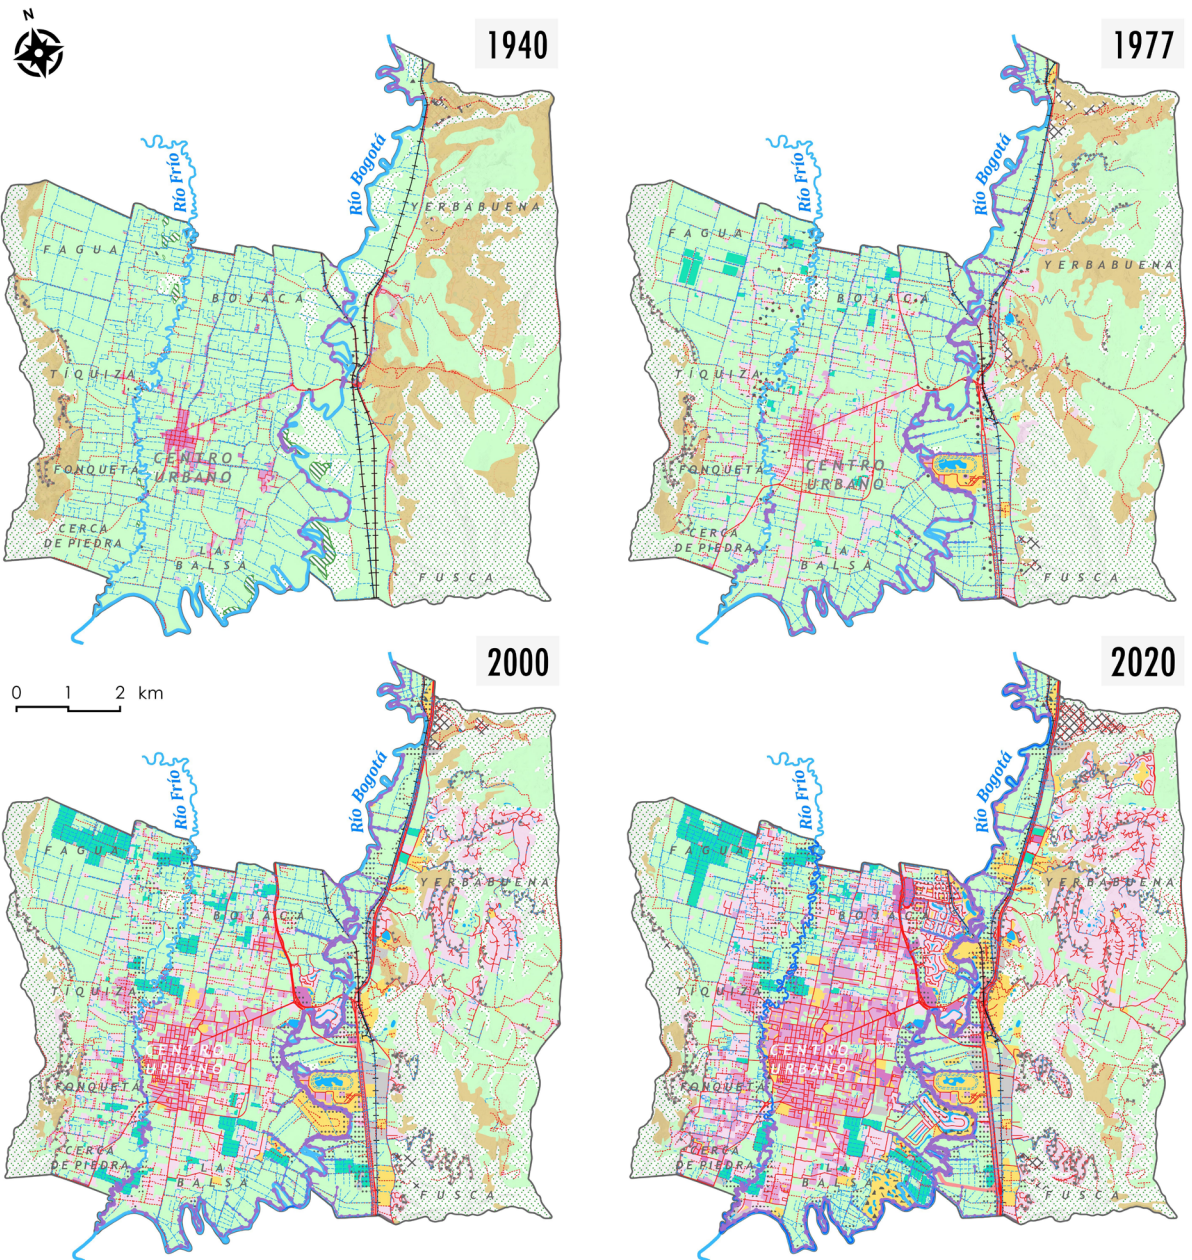 N
1940
Río Frío
Río Bogotá
YERBABUENA
FAGUA
BOJACÁ
TÍQUIZA
CENTRO
URBANO
FONQUETÁ
CERCA
DE PIEDRA
LA
BALSA
FUSCA
1977
Río Frío
Río Bogotá
FAGUA
YERBABUENA
BOJACÁ
TÍQUIZA
CENTRO
URBANO
FONQUETÁ
CERCA
DE PIEDRA
LA
BALSA
FUSCA
2000
0 1 2 km
Río Frío
Río Bogotá
FAGUA
YERBABUENA
BOJACÁ
TÍQUIZA
CENTRO
URBANO
FONQUETÁ
CERCA
DE PIEDRA
LA
BALSA
FUSCA
2020
Río Frío
Río Bogotá
FAGUA
YERBABUENA
BOJACÁ
TÍQUIZA
CENTRO
URBANO
FONQUETÁ
CERCA
DE PIEDRA
LA
BALSA
FUSCA